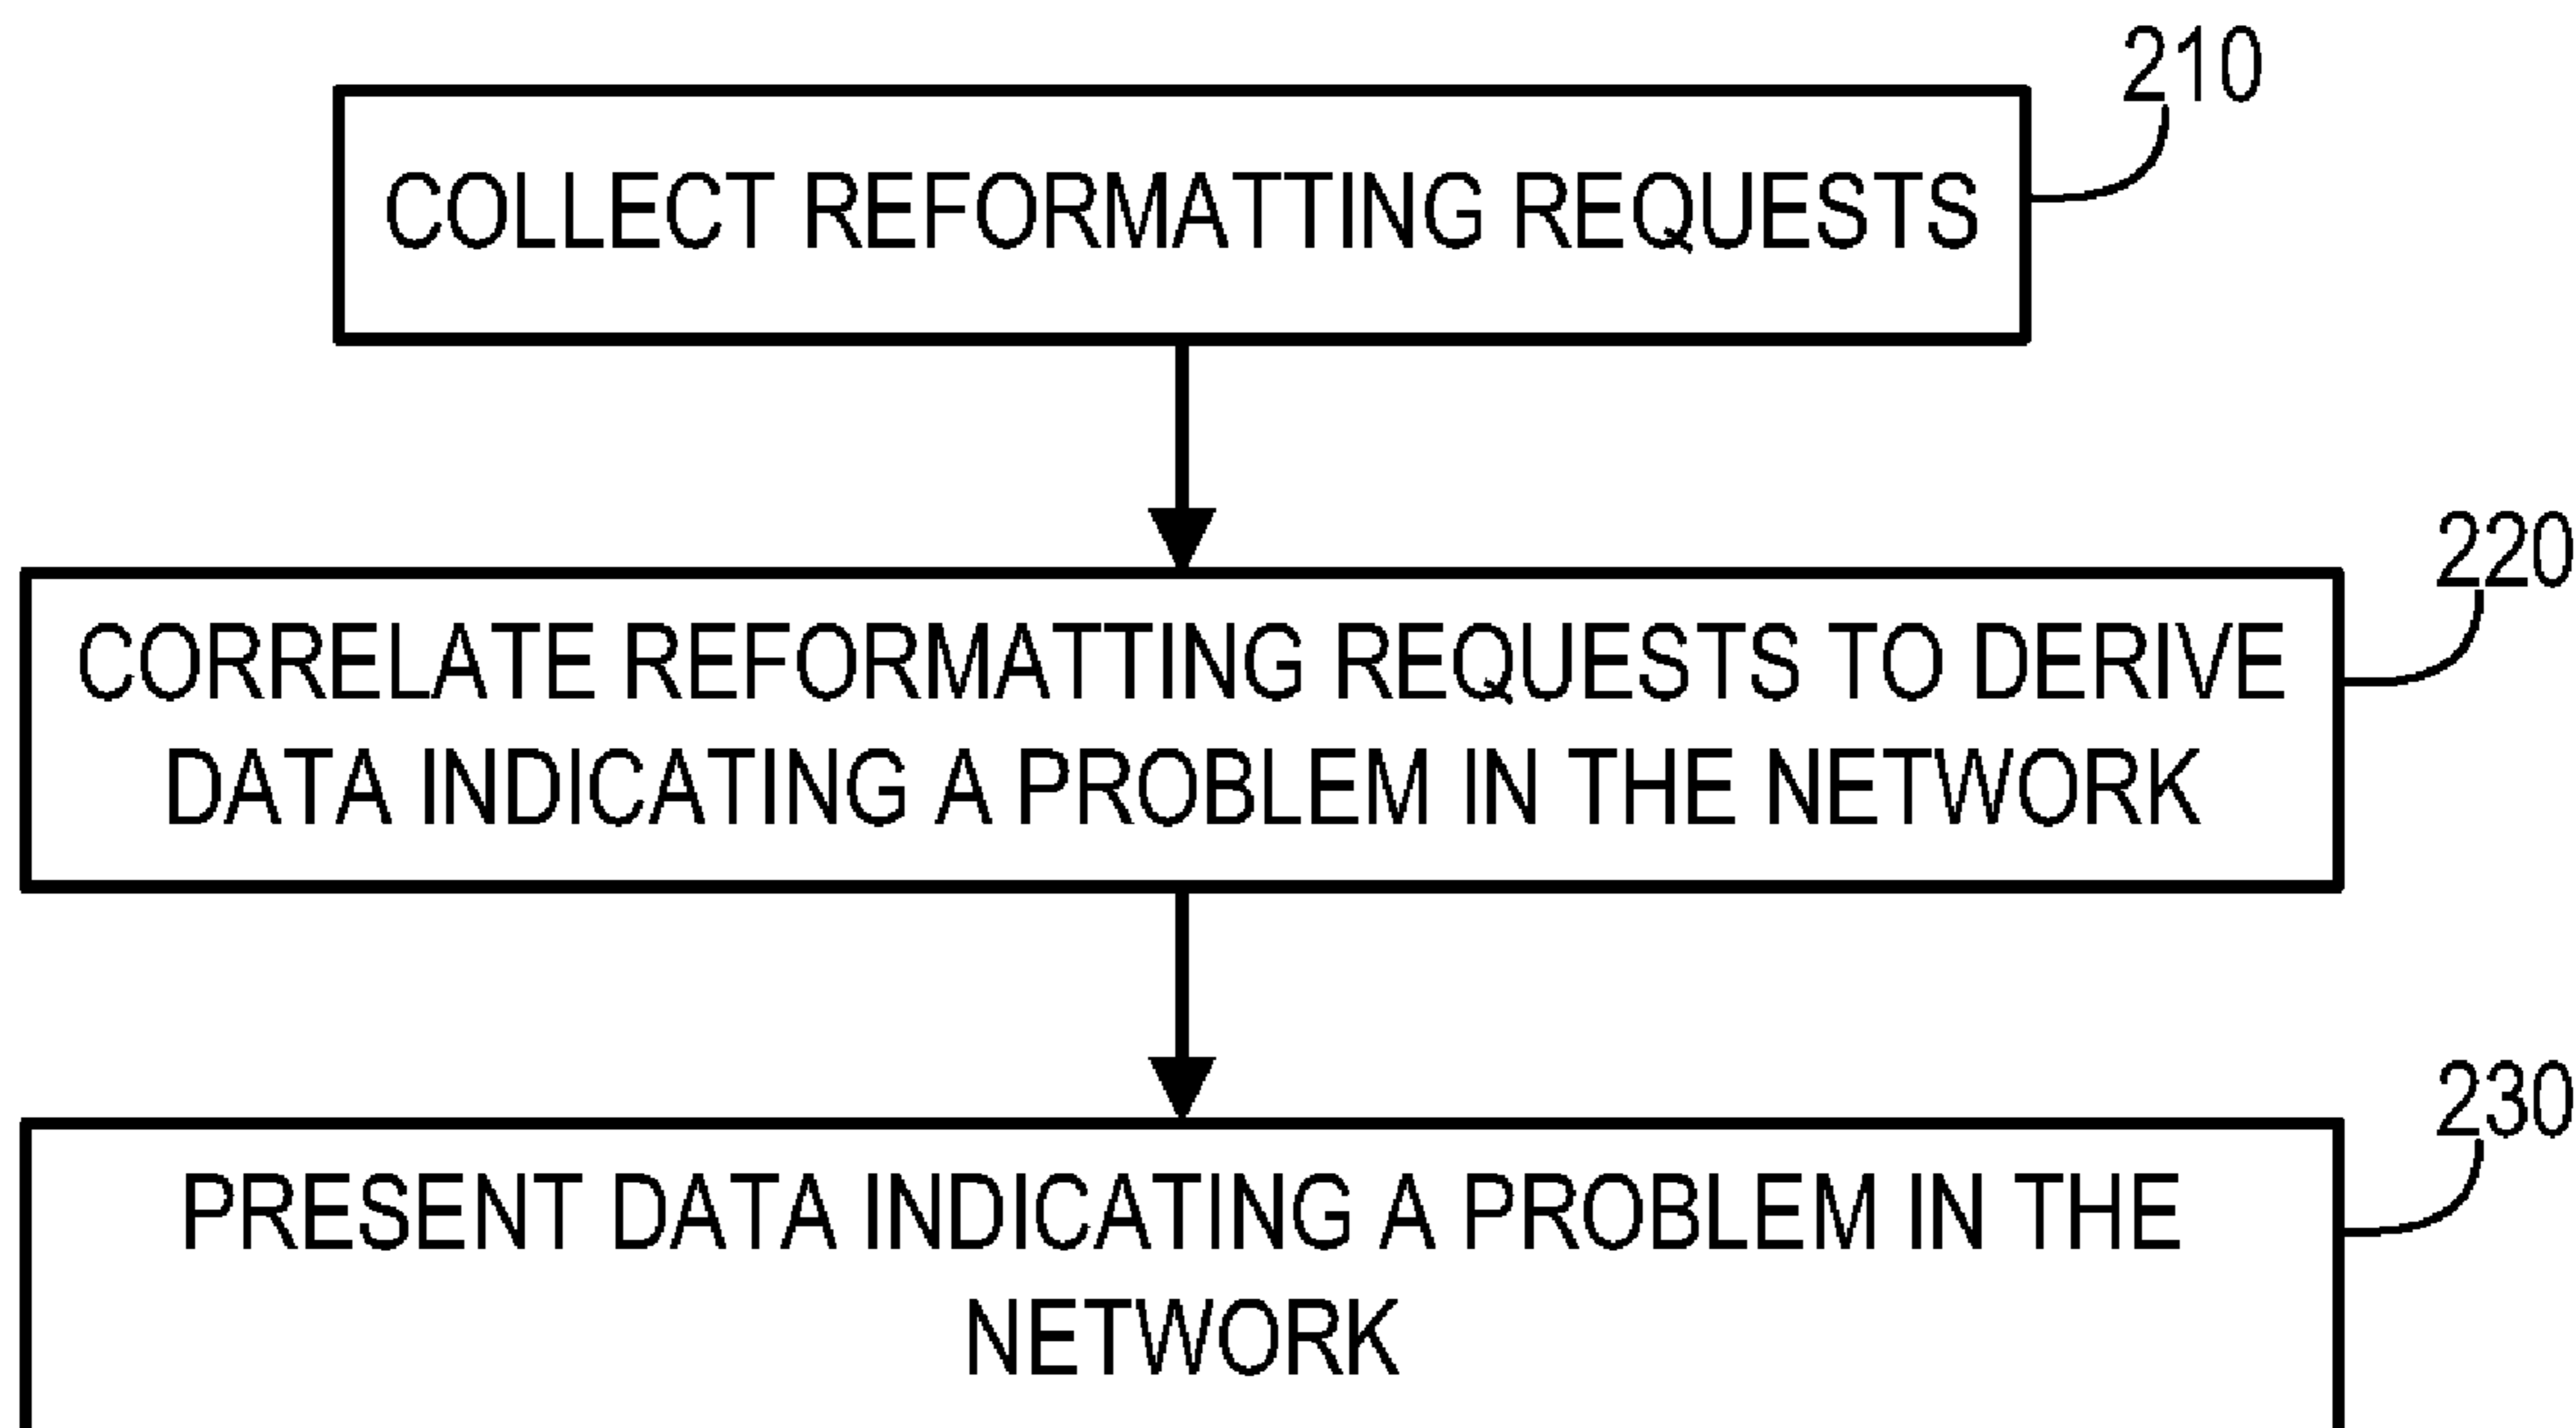 210
COLLECT REFORMATTING REQUESTS
220
CORRELATE REFORMATTING REQUESTS TO DERIVE
DATA INDICATING A PROBLEM IN THE NETWORK
230
PRESENT DATA INDICATING A PROBLEM IN THE
NETWORK